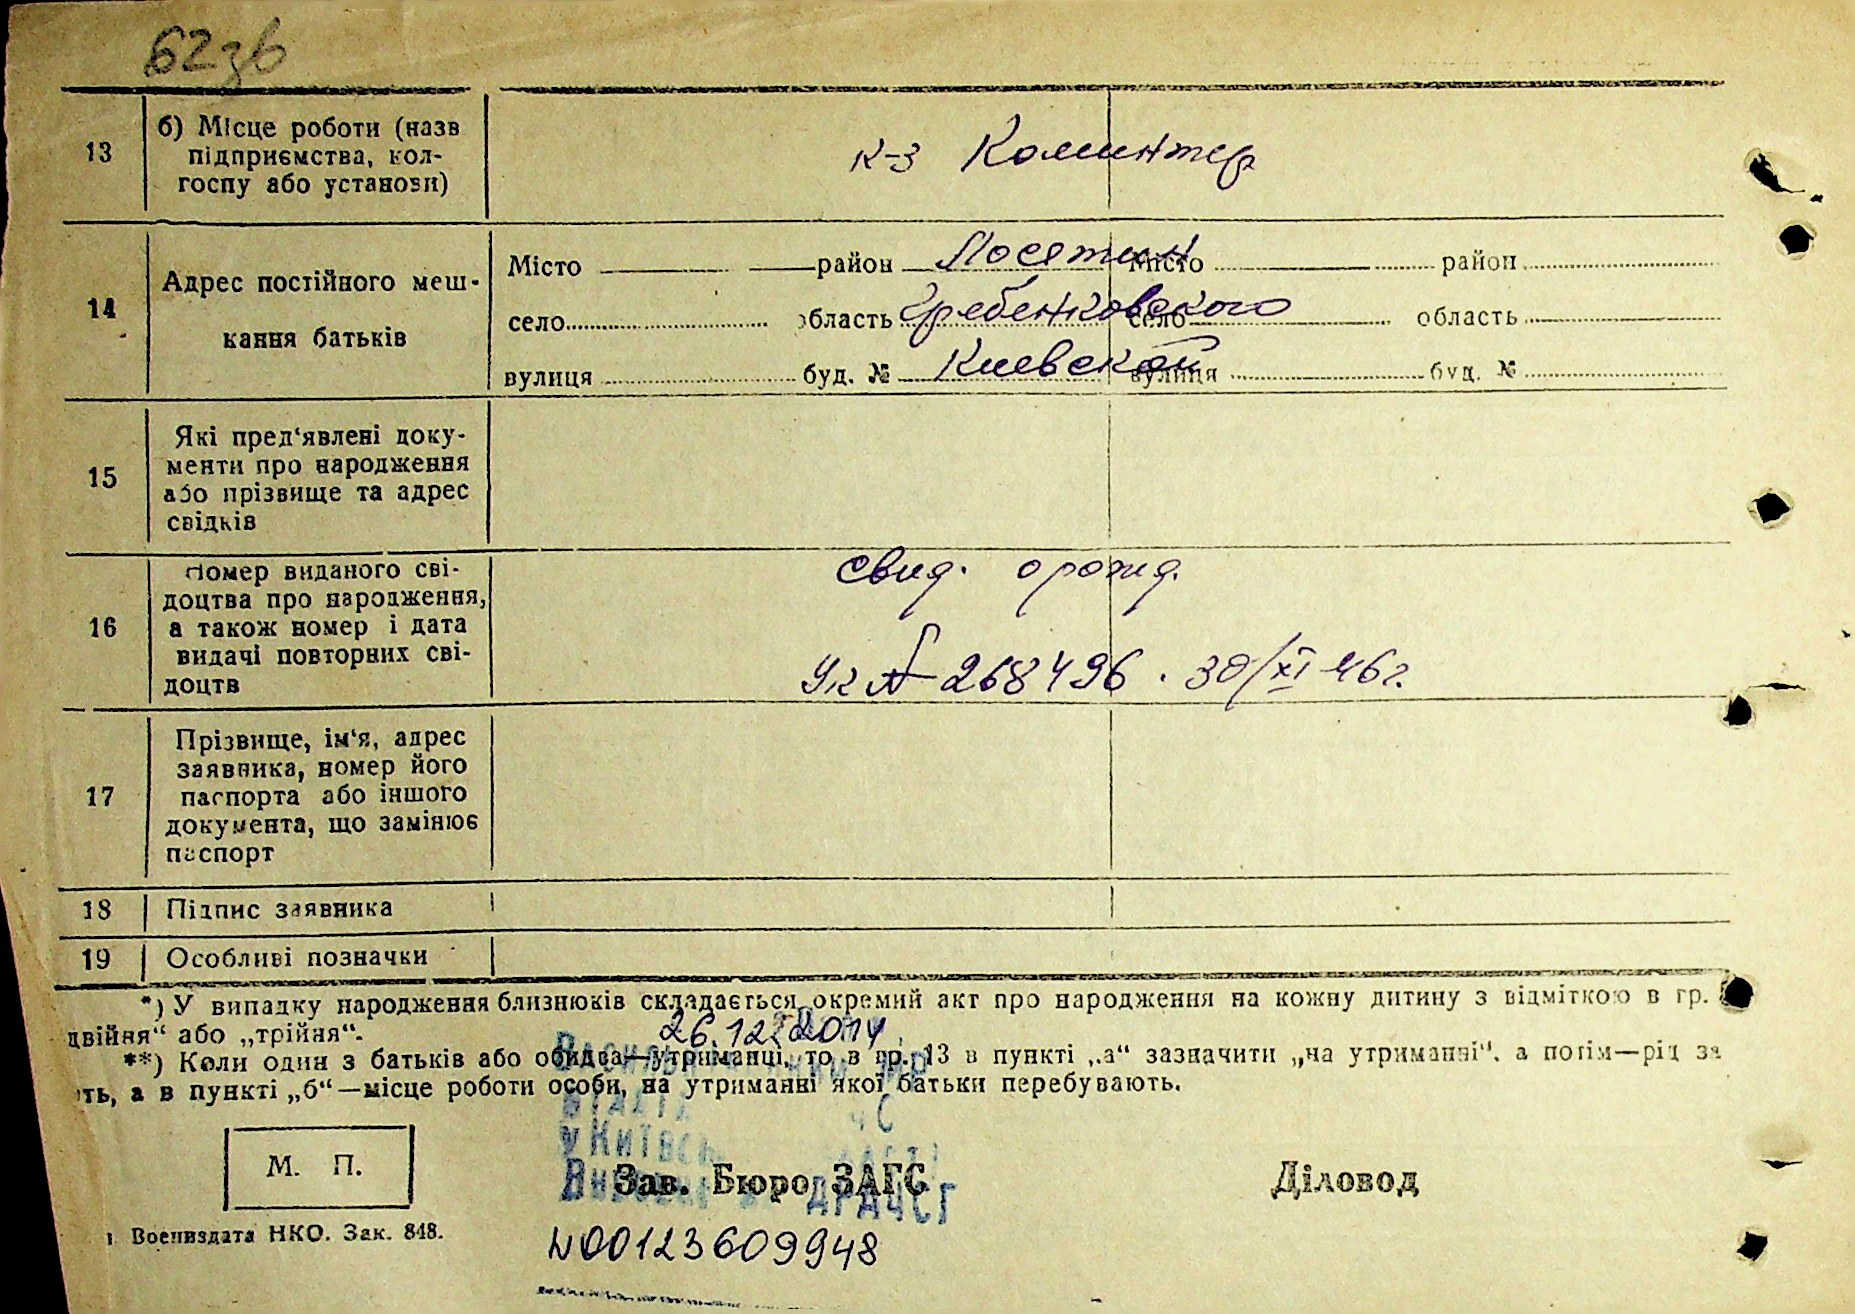 62зв
13
б) Місце роботи (назв
підприємства, кол-
госпу або установи)
к-з Коминтер
14
Адрес постійного меш-
кання батьків
Місто район Лосятин Місто район
село область Гребенковского село область
вулиця буд. № Киевской вулиця буд. №
15
Які пред‘явлені доку-
менти про народження
або прізвище та адрес
свідків
16
Номер виданого сві-
доцтва про народження,
а також номер і дата
видачі повторних сві-
доцтв
свид. о рожд.
Ук № 268496. 30/XI 46г.
17
Прізвище, ім‘я, адрес
заявника, номер його
паспорта або іншого
документа, що замінює
паспорт
18 Підпис заявника
19 Особливі позначки
*) У випадку народження близнюків складається окремий акт про народження на кожну дитину з відміткою в гр.
двійня“ або „трійня“.
26.12.2014
**) Коли один з батьків або обидва—утриманці, то в гр. 13 в пункті „а“ зазначити „на утриманні“, а потім—рід за
ть, а в пункті „б“—місце роботи особи, на утриманні якої батьки перебувають.
у Київс
М. П.
Зав. Бюро ЗАГС
Діловод
ДРАЦСГ
Воениздата НКО. Зак. 848.
N00123609948